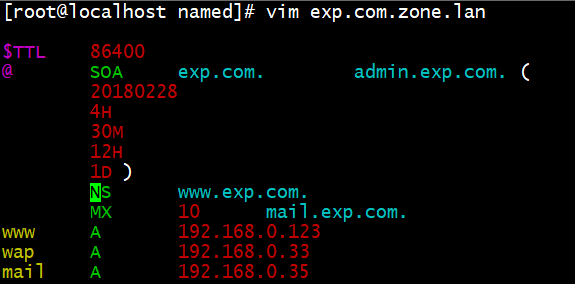 [root@localhost named]# vim exp.com.zone.lan
$TTL 86400
@ SOA exp.com. admin.exp.com. (
20180228
4H
30M
12H
1D )
NS www.exp.com.
MX 10 mail.exp.com.
www A 192.168.0.123
wap A 192.168.0.33
mail A 192.168.0.35